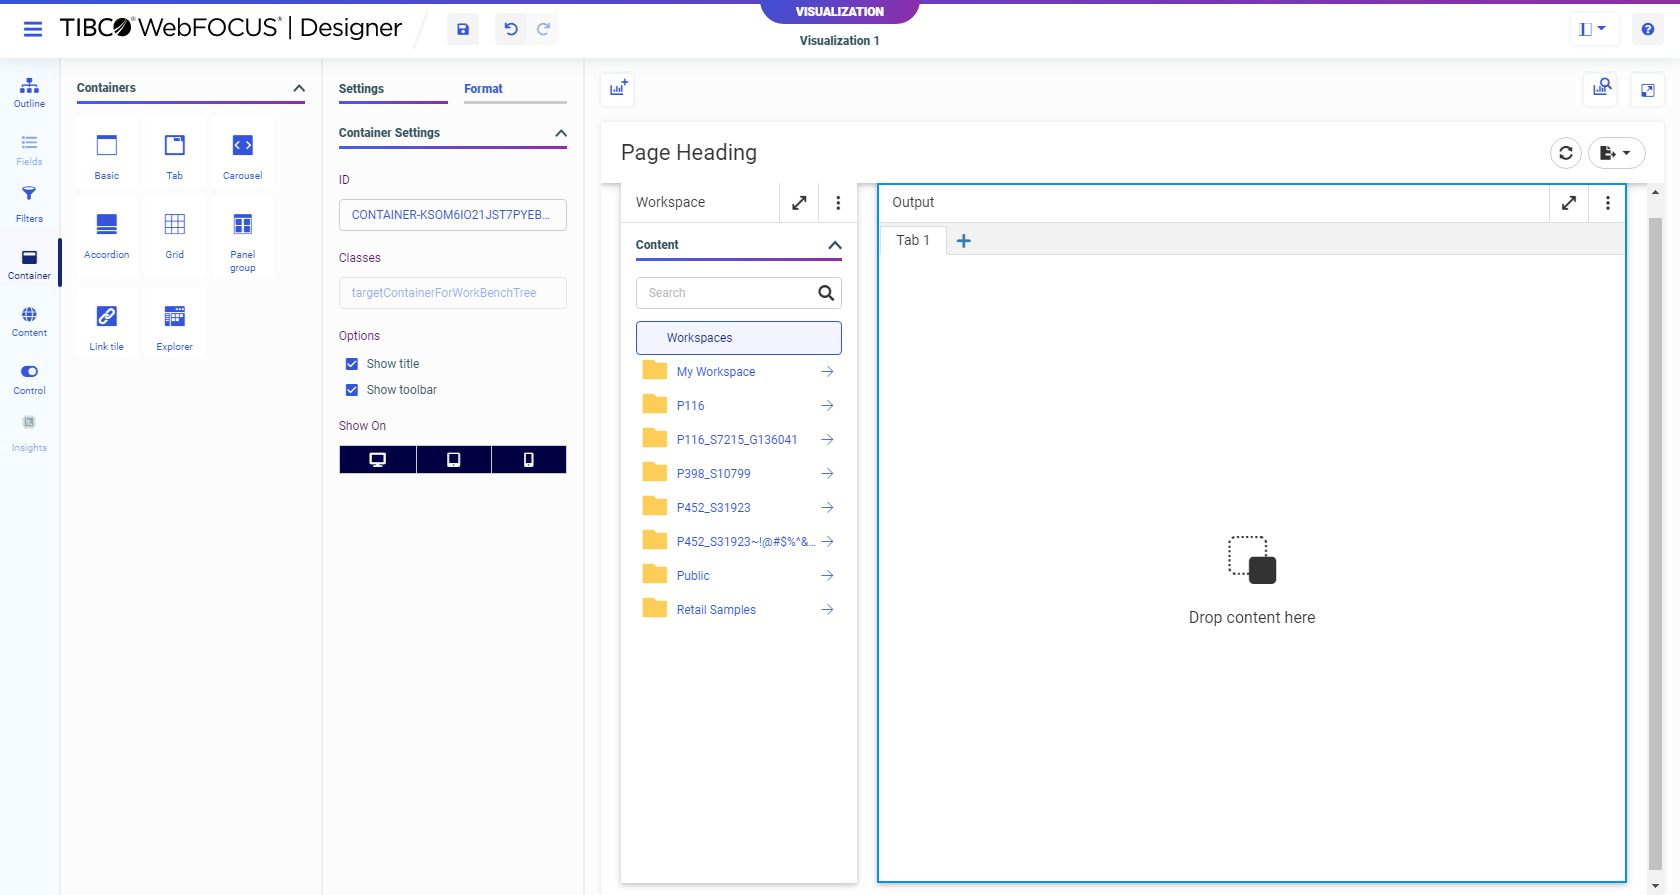 VISUALIZATION
TIBCO® WebFOCUS® | Designer
Visualization 1
Outline
Fields
Filters
Container
Content
Control
Insights
Containers
Basic
Tab
Carousel
Accordion
Grid
Panel
group
Link tile
Explorer
Settings
Format
Container Settings
ID
CONTAINER-KSOM6IO21JST7PYEB...
Classes
targetContainerForWorkBenchTree
Options
Show title
Show toolbar
Show On
Page Heading
Workspace
Content
Search
Workspaces
My Workspace
P116
P116_S7215_G136041
P398_S10799
P452_S31923
P452_S31923~!@#$%^&...
Public
Retail Samples
Output
Tab 1
Drop content here